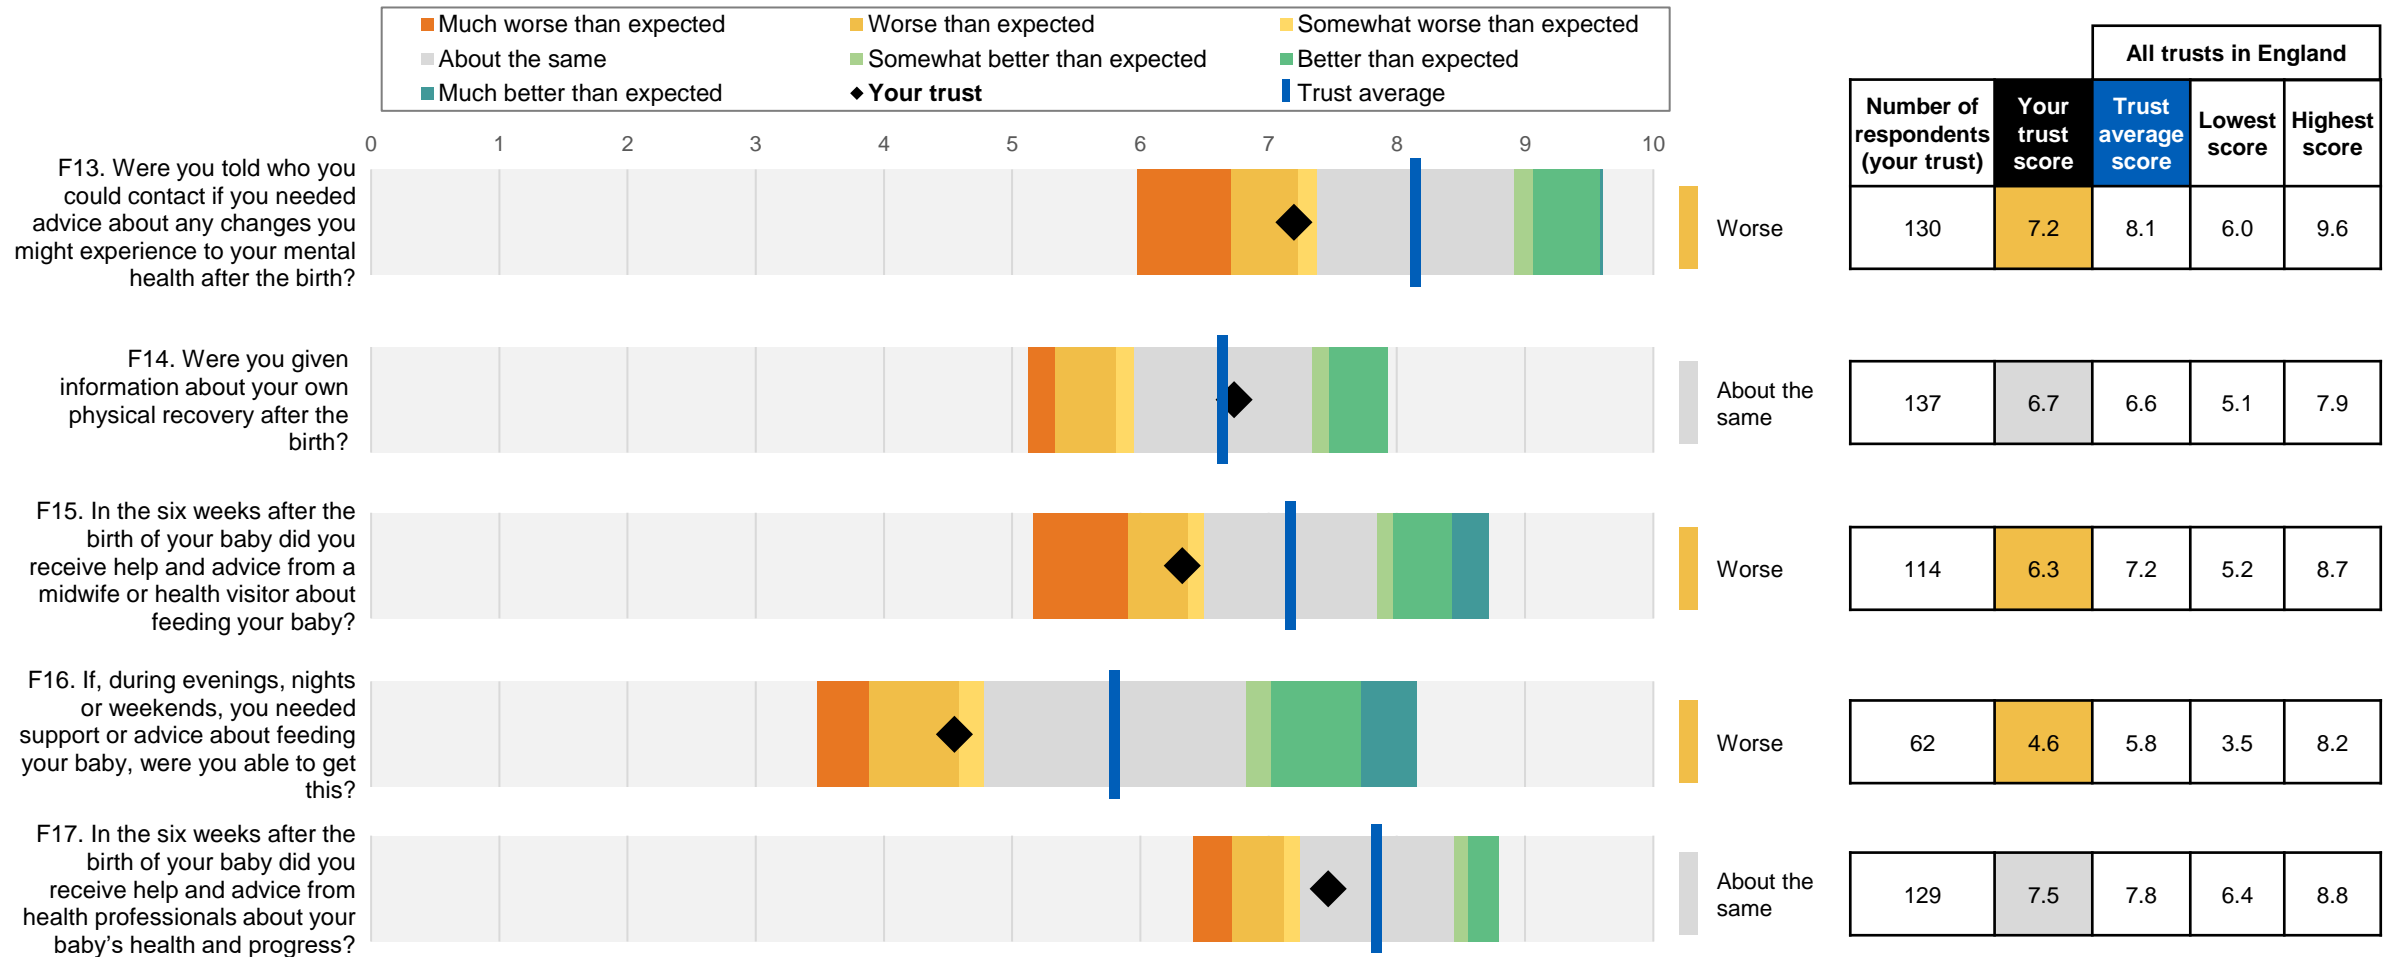 Much worse than expected
Worse than expected
Somewhat worse than expected
About the same
Somewhat better than expected
Better than expected
Much better than expected
Your trust
Trust average
All trusts in England
Number of
respondents
(your trust)
Your
trust
score
Trust
average
score
Lowest
score
Highest
score
0 1 2 3 4 5 6 7 8 9 10
F13. Were you told who you
could contact if you needed
advice about any changes you
might experience to your mental
health after the birth?
Worse
130 7.2 8.1 6.0 9.6
F14. Were you given
information about your own
physical recovery after the
birth?
About the
same
137 6.7 6.6 5.1 7.9
F15. In the six weeks after the
birth of your baby did you
receive help and advice from a
midwife or health visitor about
feeding your baby?
Worse
114 6.3 7.2 5.2 8.7
F16. If, during evenings, nights
or weekends, you needed
support or advice about feeding
your baby, were you able to get
this?
Worse
62 4.6 5.8 3.5 8.2
F17. In the six weeks after the
birth of your baby did you
receive help and advice from
health professionals about your
baby’s health and progress?
About the
same
129 7.5 7.8 6.4 8.8